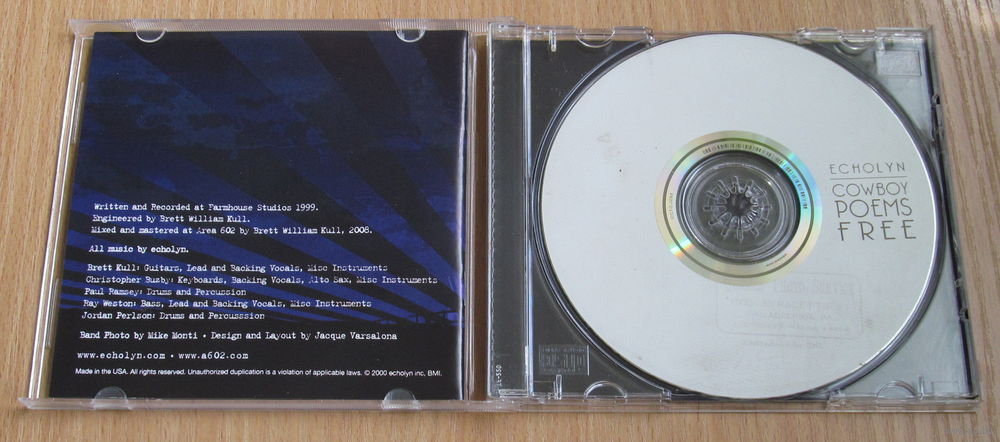 Written and Recorded at Farmhouse Studios 1999.
Engineered by Brett William Kull.
Mixed and mastered at Area 602 by Brett William Kull, 2008.
All music by echolyn.
Brett Kull: Guitars, Lead and Backing Vocals, Misc Instruments
Christopher Buzby: Keyboards, Backing Vocals, Alto Sax, Misc Instruments
Paul Ramsey: Drums and Percussion
Ray Weston: Bass, Lead and Backing Vocals, Misc Instruments
Jordan Perlson: Drums and Percusssion
Band Photo by Mike Monti • Design and Layout by Jacque Varsalona
www.echolyn.com • www.a602.com
Made in the USA. All rights reserved. Unauthorized duplication is a violation of applicable laws. © 2000 echolyn inc, BMI.
ECHOLYN
COWBOY
POEMS
FREE